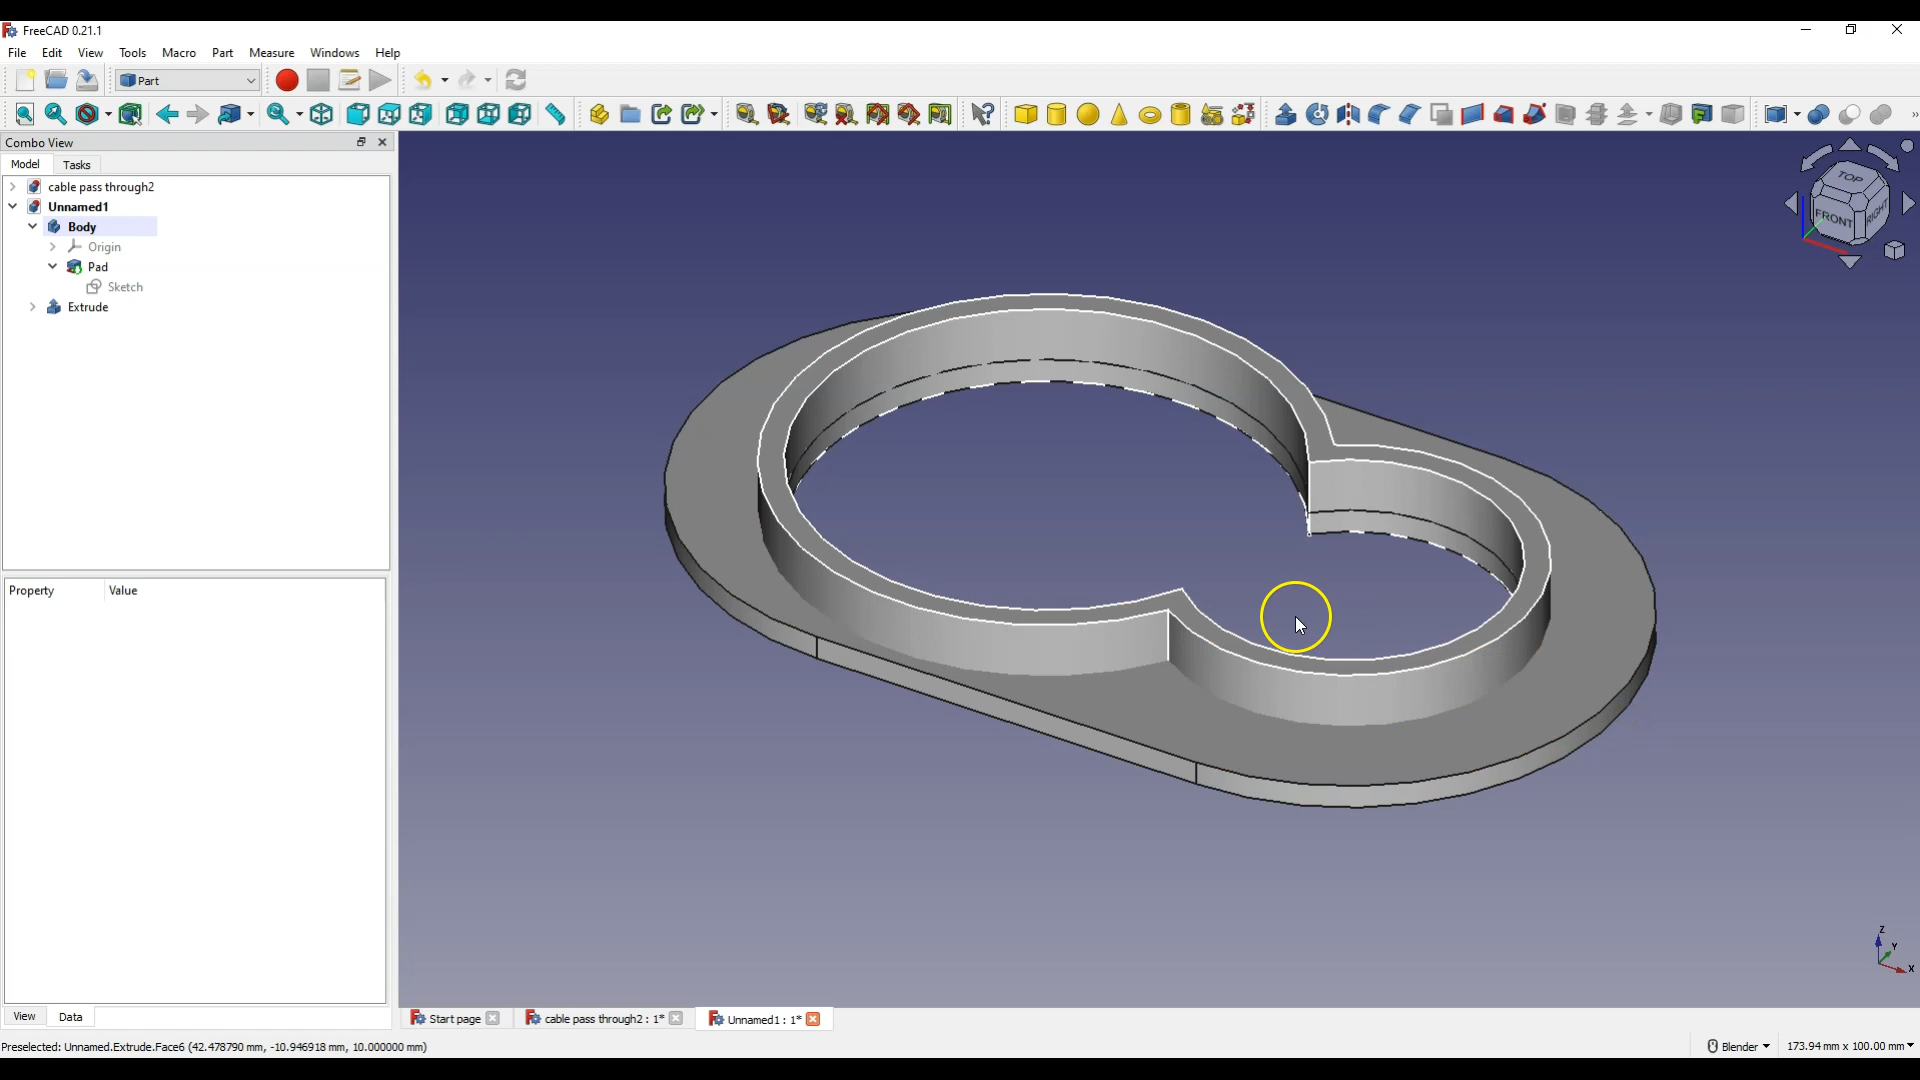 FreeCAD 0.21.1
File Edit View Tools Macro Part Measure Windows Help
Part
Combo View
Model Tasks
cable pass through2
Unnamed1
Body
Origin
Pad
Sketch
Extrude
TOP
FRONT RIGHT
Property Value
Z
Y
X
View Data
Start page cable pass through2 : 1* Unnamed1 : 1*
Preselected: Unnamed.Extrude.Face6 (42.478790 mm, -10.946918 mm, 10.000000 mm) Blender 173.94 mm x 100.00 mm